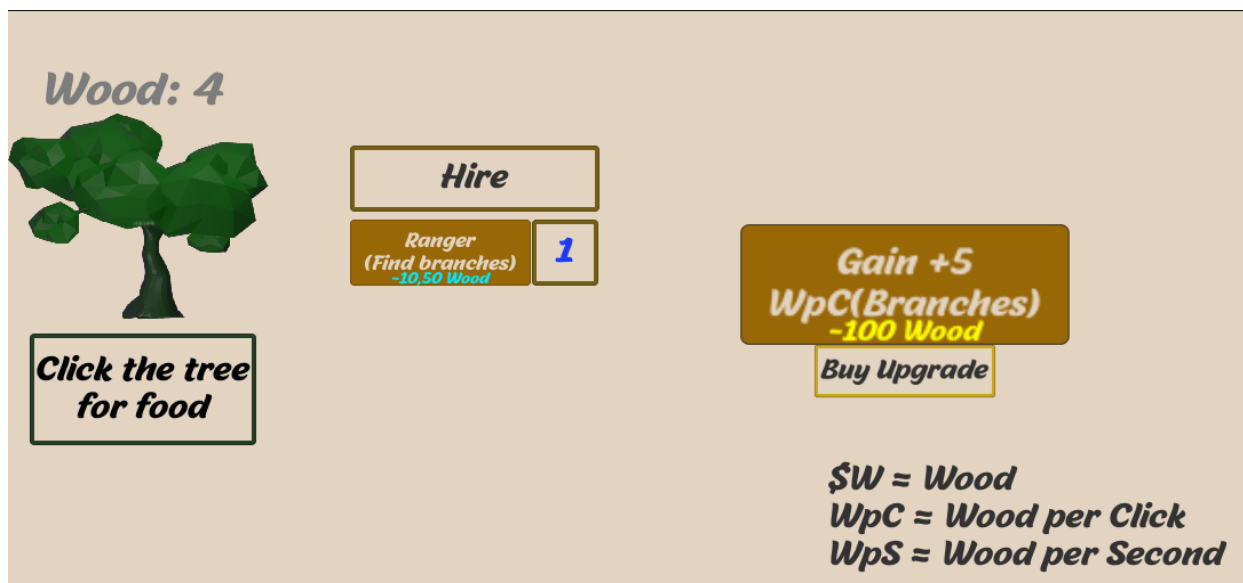 Wood: 4
Click the tree
for food
Hire
Ranger
(Find branches)
~10,50 Wood
1
Gain +5
WpC(Branches)
~100 Wood
Buy Upgrade
$W = Wood
WpC = Wood per Click
WpS = Wood per Second